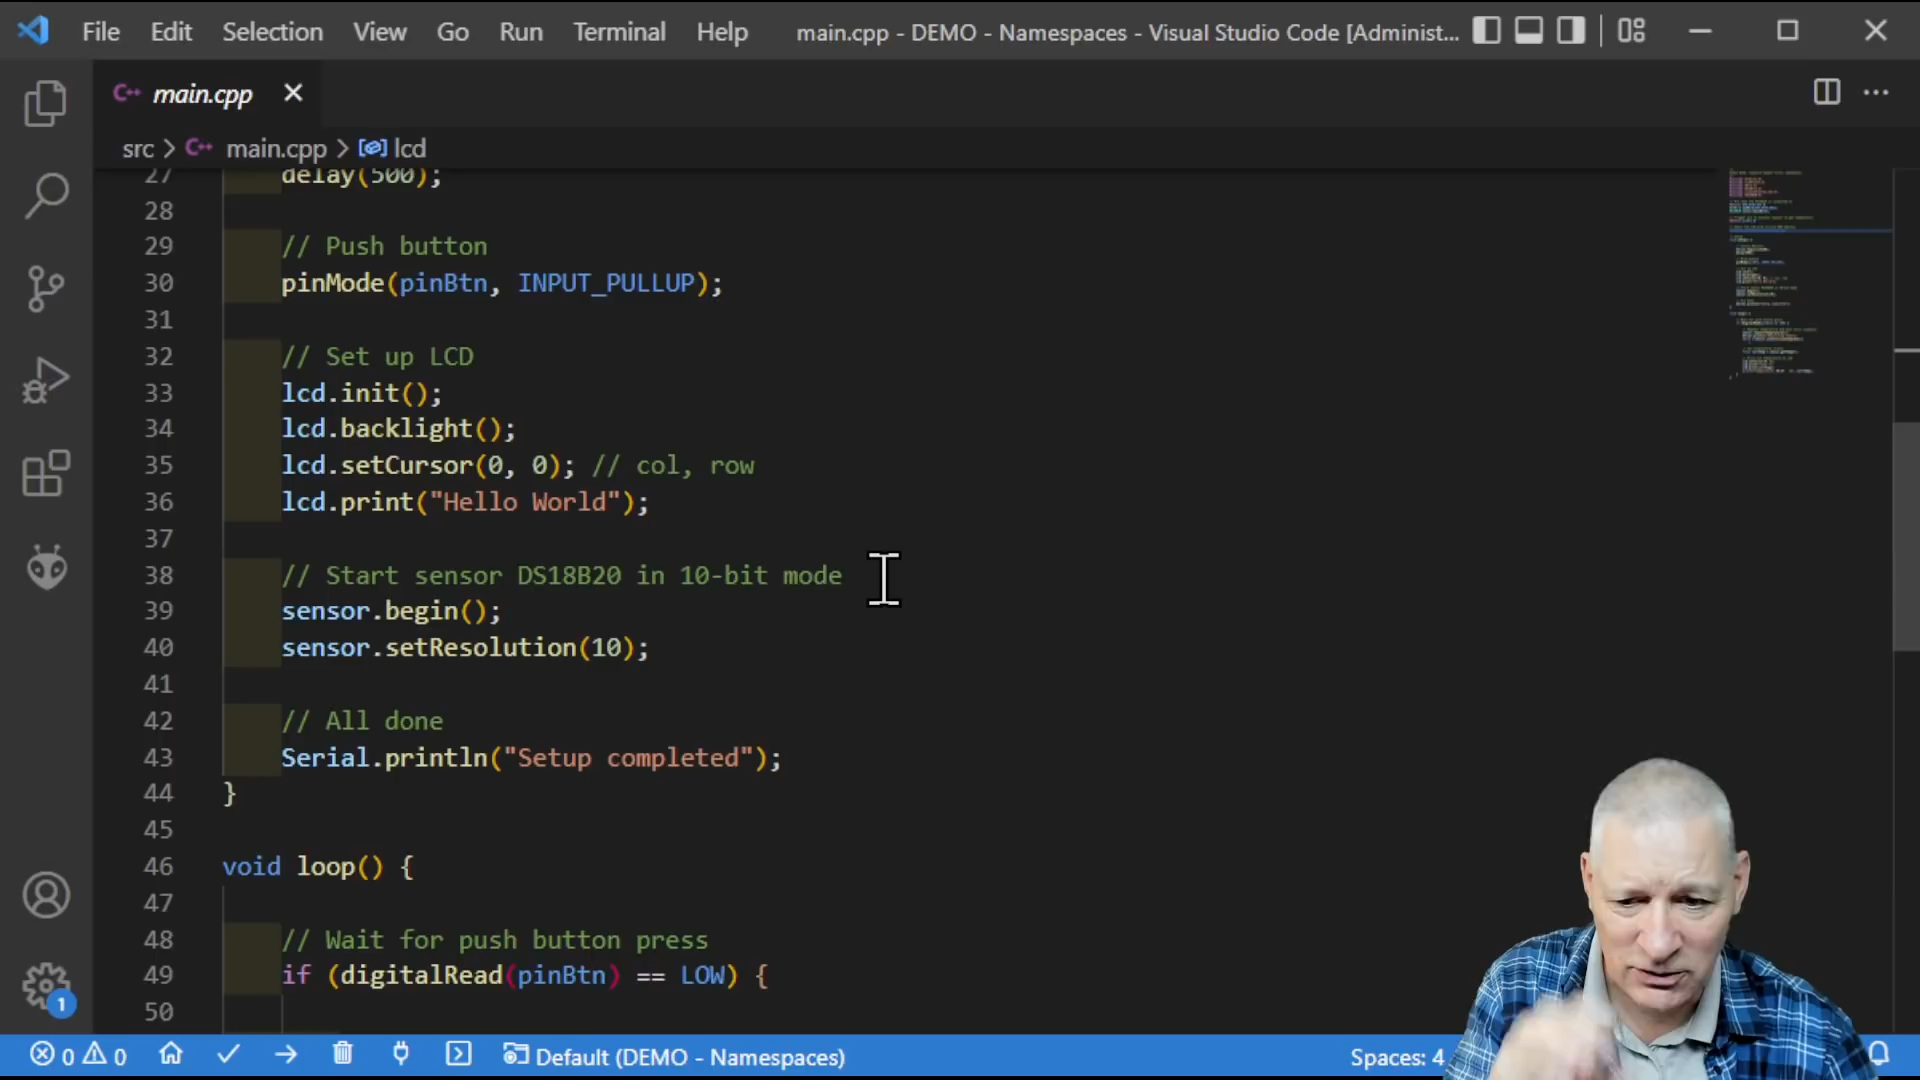 File Edit Selection View Go Run Terminal Help main.cpp - DEMO - Namespaces - Visual Studio Code [Administ...
C++ main.cpp
src > C++ main.cpp > lcd
27 delay(500);
28
29 // Push button
30 pinMode(pinBtn, INPUT_PULLUP);
31
32 // Set up LCD
33 lcd.init();
34 lcd.backlight();
35 lcd.setCursor(0, 0); // col, row
36 lcd.print("Hello World");
37
38 // Start sensor DS18B20 in 10-bit mode
39 sensor.begin();
40 sensor.setResolution(10);
41
42 // All done
43 Serial.println("Setup completed");
44 }
45
46 void loop() {
47
48 // Wait for push button press
49 if (digitalRead(pinBtn) == LOW) {
50
1
0 0 Default (DEMO - Namespaces) Spaces: 4